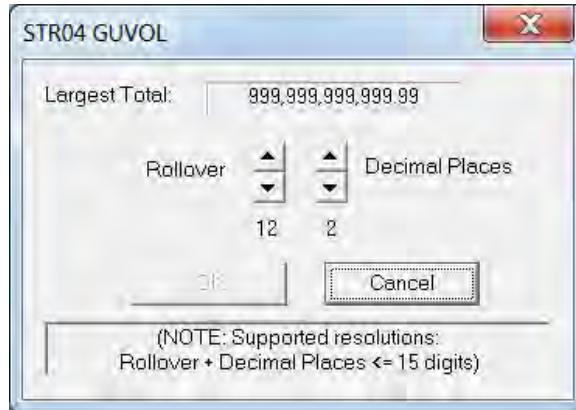 STR04 GUVOL
Largest Total: 999,999,999,999.99
Rollover Decimal Places
12 2
OK Cancel
(NOTE: Supported resolutions:
Rollover + Decimal Places <= 15 digits)